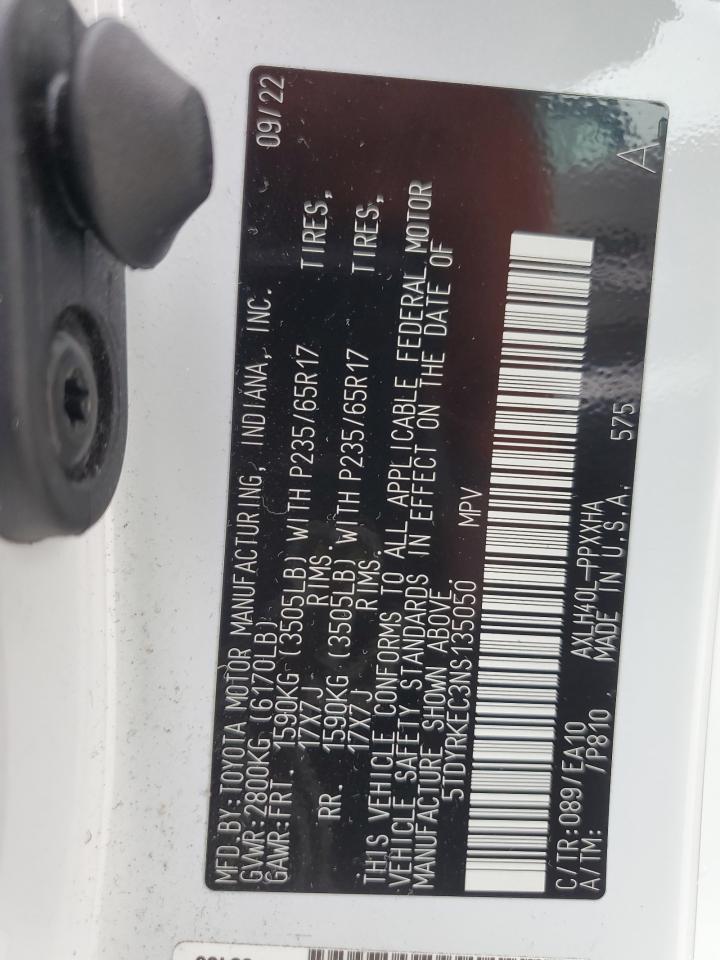 MFD.BY:TOYOTA MOTOR MANUFACTURING, INDIANA, INC. 09/22
GVWR:2800KG (6170LB)
GAWR:FRT. 1590KG (3505LB) WITH P235/65R17 TIRES,
17X7J RIMS.
RR. 1590KG (3505LB) WITH P235/65R17 TIRES,
17X7J RIMS.
THIS VEHICLE CONFORMS TO ALL APPLICABLE FEDERAL MOTOR
VEHICLE SAFETY STANDARDS IN EFFECT ON THE DATE OF
MANUFACTURE SHOWN ABOVE.
5TDYRKEC3NS135050 MPV
A
C/TR:089/EA10 AXLH40L-PPXXHA
A/TM: /P810 MADE IN U.S.A. 575